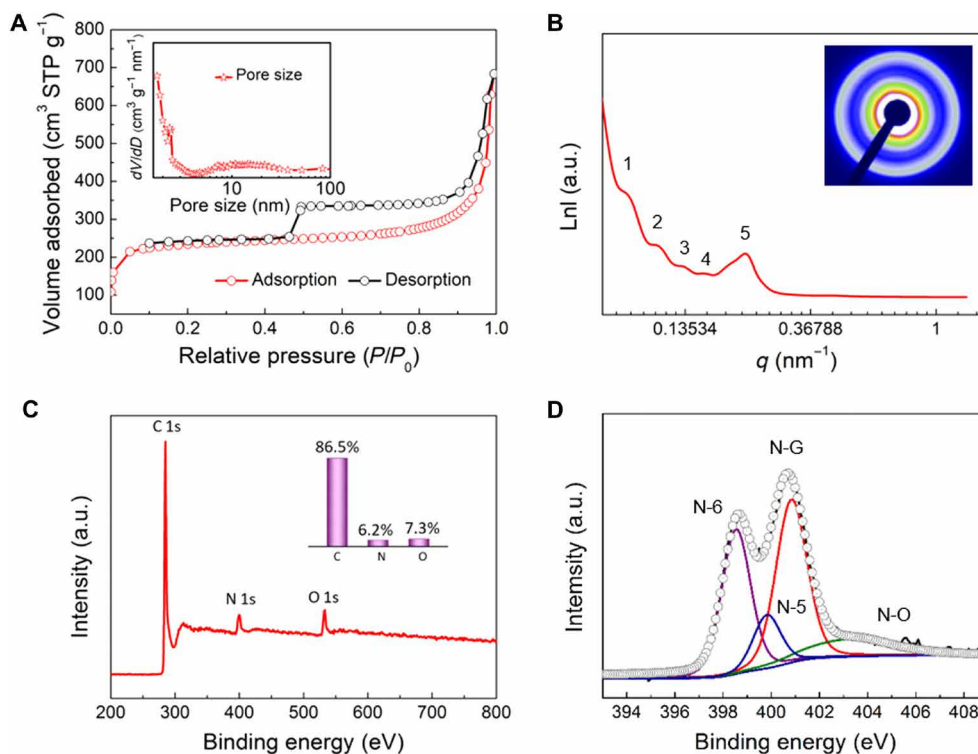 A
Volume adsorbed (cm³ STP g⁻¹)
800
700
600
500
400
300
200
100
0.0 0.2 0.4 0.6 0.8 1.0
Relative pressure (P/P₀)
Adsorption
Desorption
dV/dD (cm³ g⁻¹ nm⁻¹)
Pore size
10 100
Pore size (nm)
B
LnI (a.u.)
1
2
3
4
5
0.13534 0.36788 1
q (nm⁻¹)
C
Intensity (a.u.)
C 1s
N 1s
O 1s
86.5%
6.2%
7.3%
C N O
200 300 400 500 600 700 800
Binding energy (eV)
D
Intemsity (a.u.)
N-6
N-G
N-5
N-O
394 396 398 400 402 404 406 408
Binding energy (eV)